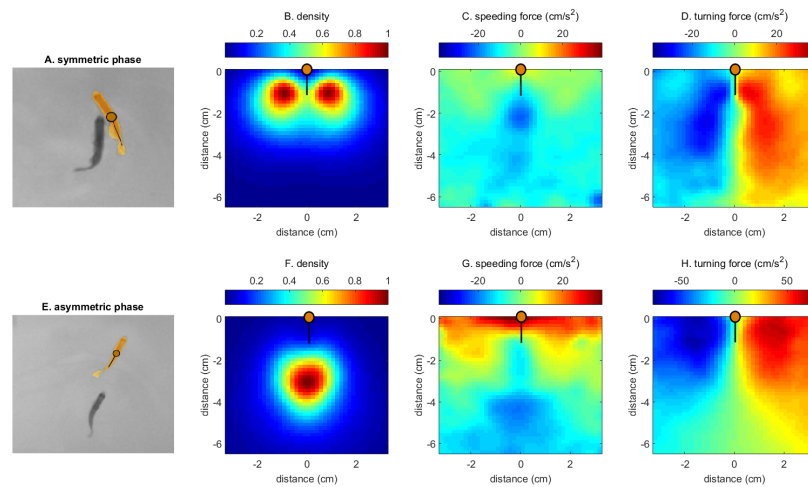 A. symmetric phase
B. density
0.2 0.4 0.6 0.8 1
0
-2
-4
-6
distance (cm)
-2 0 2
distance (cm)
C. speeding force (cm/s²)
-20 0 20
0
-2
-4
-6
distance (cm)
-2 0 2
distance (cm)
D. turning force (cm/s²)
-20 0 20
0
-2
-4
-6
distance (cm)
-2 0 2
distance (cm)
E. asymmetric phase
F. density
0.2 0.4 0.6 0.8 1
0
-2
-4
-6
distance (cm)
-2 0 2
distance (cm)
G. speeding force (cm/s²)
-20 0 20
0
-2
-4
-6
distance (cm)
-2 0 2
distance (cm)
H. turning force (cm/s²)
-50 0 50
0
-2
-4
-6
distance (cm)
-2 0 2
distance (cm)